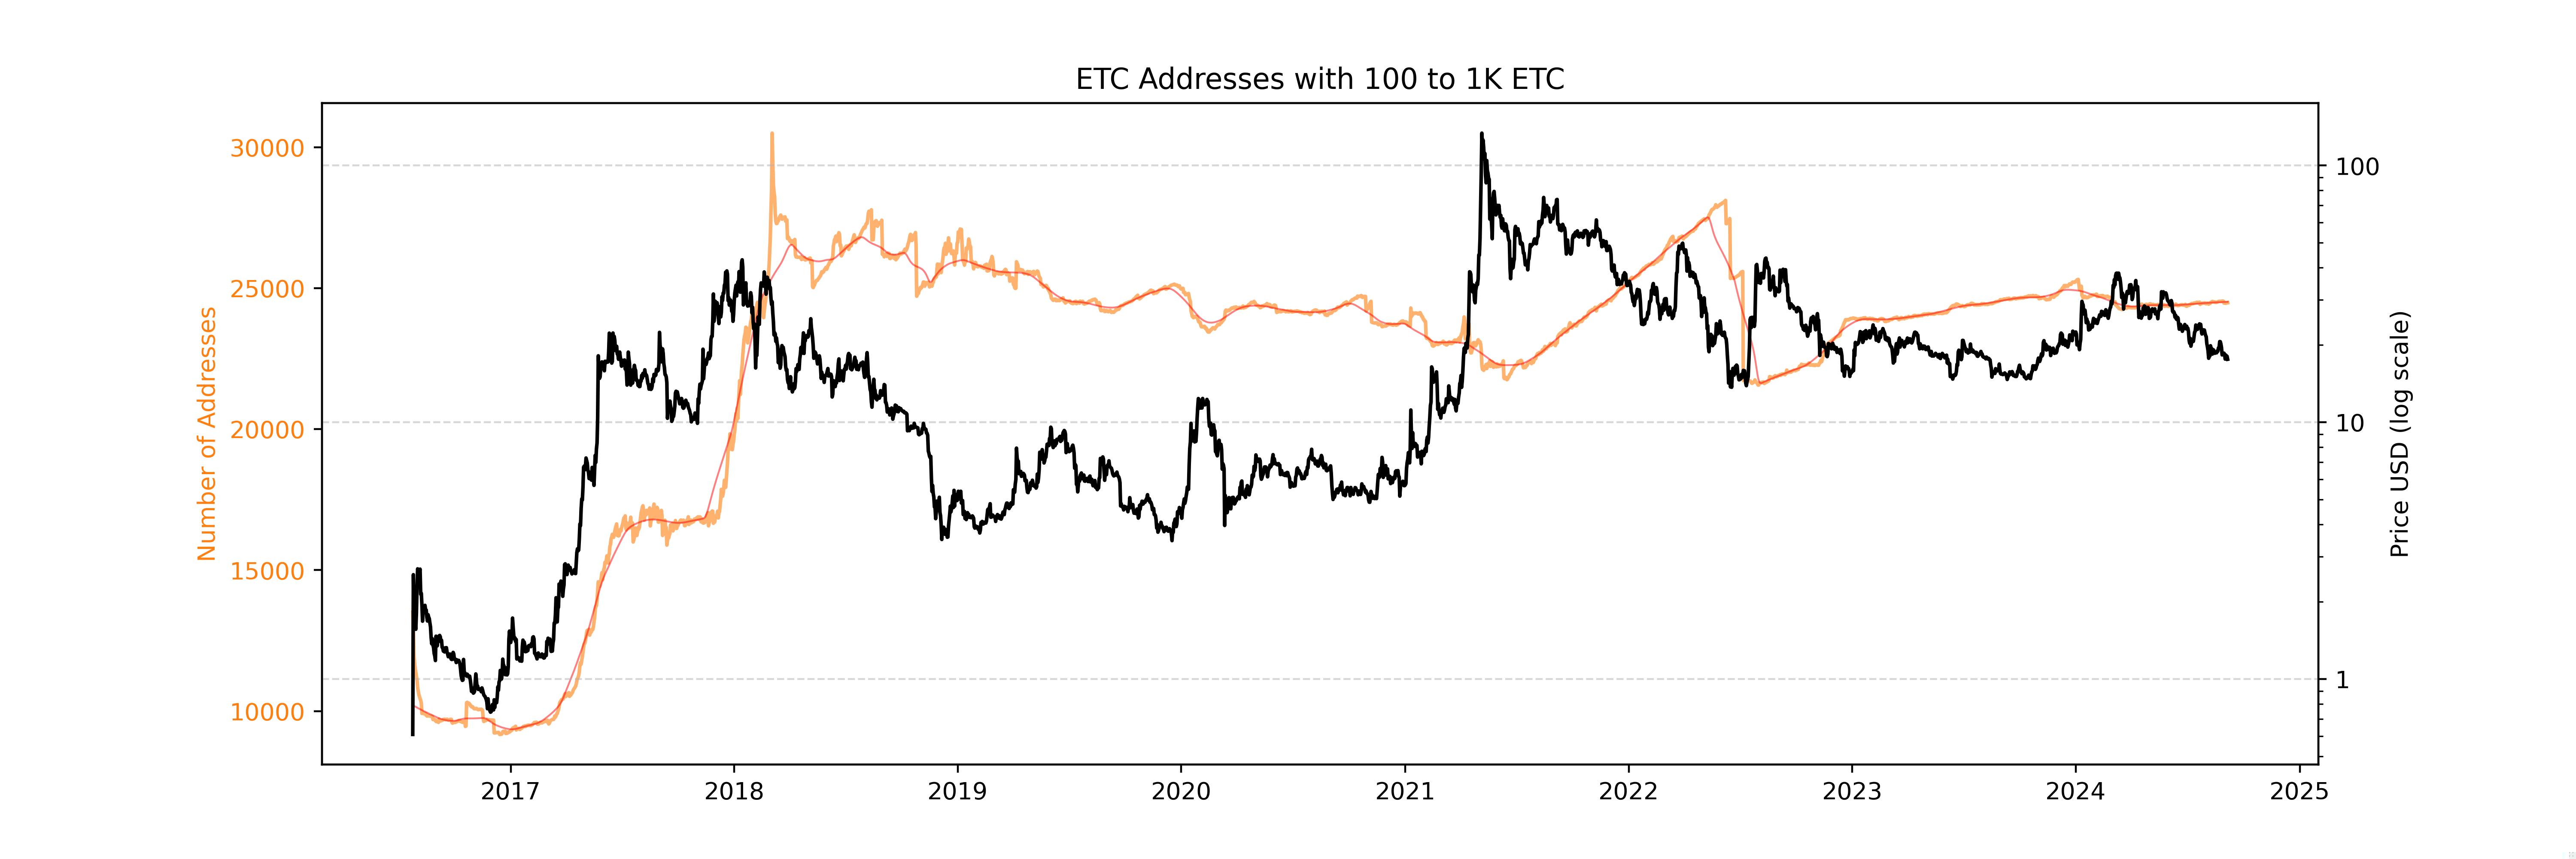 ETC Addresses with 100 to 1K ETC
Number of Addresses
30000
25000
20000
15000
10000
100
10
1
Price USD (log scale)
2017 2018 2019 2020 2021 2022 2023 2024 2025